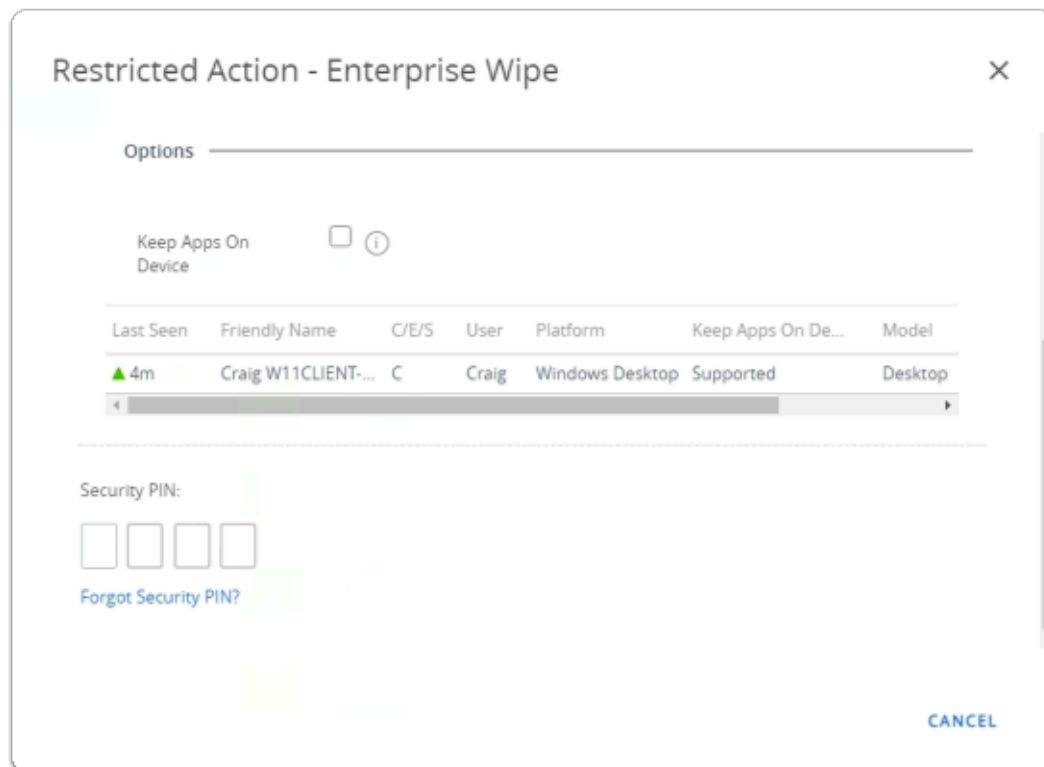 Restricted Action - Enterprise Wipe
Options
Keep Apps On
Device
Last Seen Friendly Name C/E/S User Platform Keep Apps On De... Model
4m Craig W11CLIENT-... C Craig Windows Desktop Supported Desktop
Security PIN:
Forgot Security PIN?
CANCEL